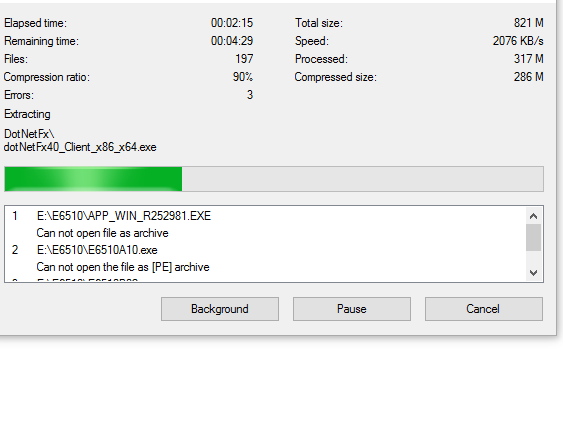 Elapsed time: 00:02:15 Total size: 821 M
Remaining time: 00:04:29 Speed: 2076 KB/s
Files: 197 Processed: 317 M
Compression ratio: 90% Compressed size: 286 M
Errors: 3
Extracting
DotNetFx\
dotNetFx40_Client_x86_x64.exe
1 E:\E6510\APP_WIN_R252981.EXE
Can not open file as archive
2 E:\E6510\E6510A10.exe
Can not open the file as [PE] archive
Background Pause Cancel